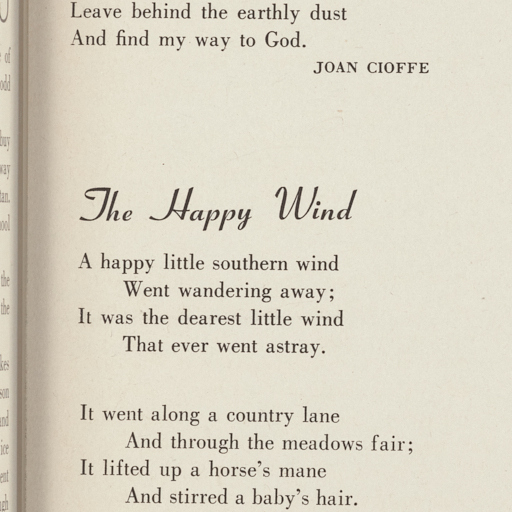 Leave behind the earthly dust
And find my way to God.
JOAN CIOFFE
The Happy Wind
A happy little southern wind
Went wandering away;
It was the dearest little wind
That ever went astray.
It went along a country lane
And through the meadows fair;
It lifted up a horse's mane
And stirred a baby's hair.